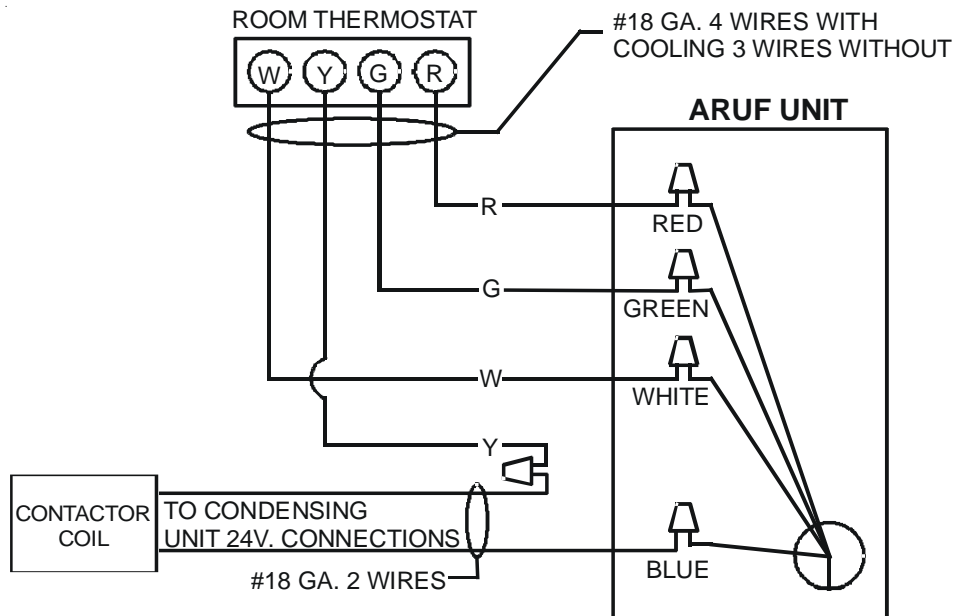 ROOM THERMOSTAT
#18 GA. 4 WIRES WITH
COOLING 3 WIRES WITHOUT
W Y G R
ARUF UNIT
R
RED
G
GREEN
W
WHITE
Y
CONTACTOR
COIL
TO CONDENSING
UNIT 24V. CONNECTIONS
BLUE
#18 GA. 2 WIRES